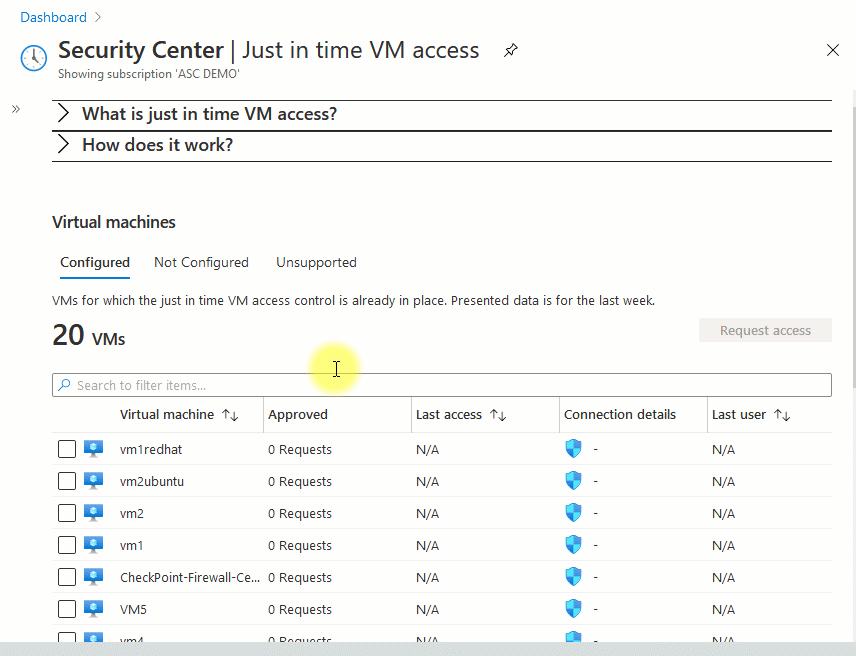 Dashboard
Security Center | Just in time VM access
Showing subscription 'ASC DEMO'
What is just in time VM access?
How does it work?
Virtual machines
Configured Not Configured Unsupported
VMs for which the just in time VM access control is already in place. Presented data is for the last week.
20 VMs
Request access
Search to filter items...
Virtual machine Approved Last access Connection details Last user
vm1redhat 0 Requests N/A - N/A
vm2ubuntu 0 Requests N/A - N/A
vm2 0 Requests N/A - N/A
vm1 0 Requests N/A - N/A
CheckPoint-Firewall-Ce... 0 Requests N/A - N/A
VM5 0 Requests N/A - N/A
vm4 0 Requests N/A - N/A